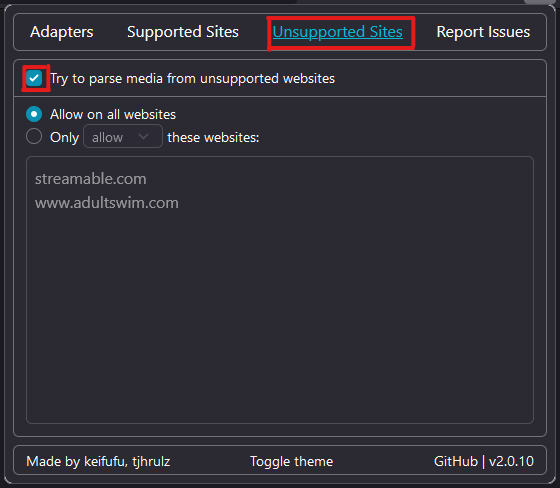 Adapters Supported Sites Unsupported Sites Report Issues
Try to parse media from unsupported websites
Allow on all websites
Only allow these websites:
streamable.com
www.adultswim.com
Made by keifufu, tjhrulz Toggle theme GitHub | v2.0.10